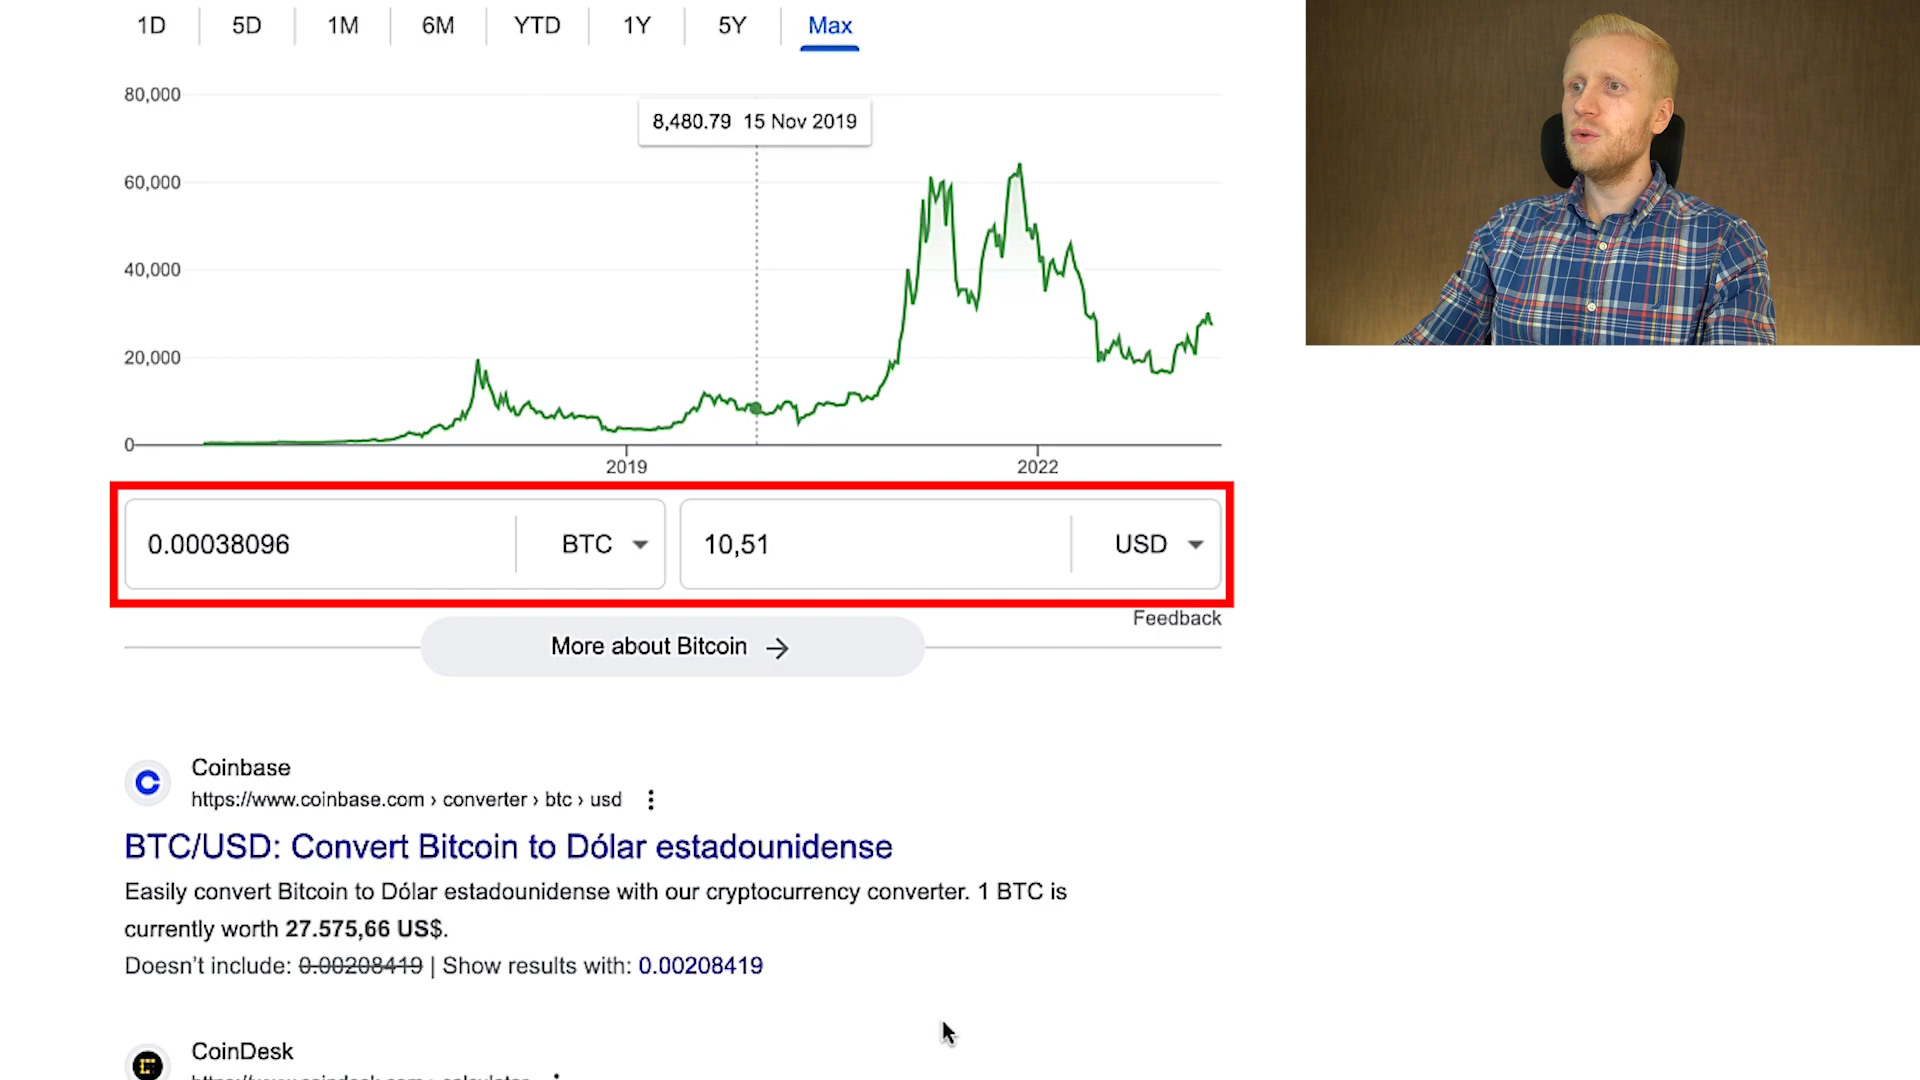 1D 5D 1M 6M YTD 1Y 5Y Max
80,000
8,480.79 15 Nov 2019
60,000
40,000
20,000
0
2019 2022
0.00038096 BTC 10,51 USD
Feedback
More about Bitcoin →
Coinbase
https://www.coinbase.com › converter › btc › usd
BTC/USD: Convert Bitcoin to Dólar estadounidense
Easily convert Bitcoin to Dólar estadounidense with our cryptocurrency converter. 1 BTC is
currently worth 27.575,66 US$.
Doesn't include: 0.00208419 | Show results with: 0.00208419
CoinDesk